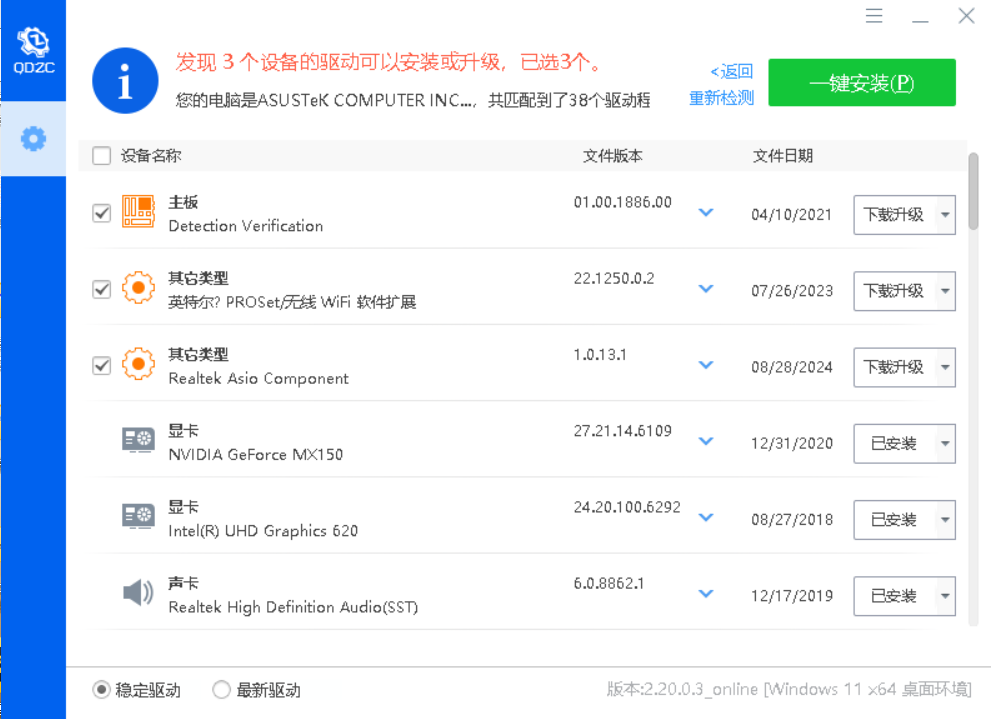 QDZC
发现 3 个设备的驱动可以安装或升级，已选3个。
<返回
您的电脑是ASUSTeK COMPUTER INC...，共匹配到了38个驱动程
重新检测
一键安装(P)
设备名称 文件版本 文件日期
主板 01.00.1886.00
Detection Verification 04/10/2021 下载升级
其它类型 22.1250.0.2
英特尔? PROSet/无线 WiFi 软件扩展 07/26/2023 下载升级
其它类型 1.0.13.1
Realtek Asio Component 08/28/2024 下载升级
显卡 27.21.14.6109
NVIDIA GeForce MX150 12/31/2020 已安装
显卡 24.20.100.6292
Intel(R) UHD Graphics 620 08/27/2018 已安装
声卡 6.0.8862.1
Realtek High Definition Audio(SST) 12/17/2019 已安装
稳定驱动 最新驱动 版本:2.20.0.3_online [Windows 11 x64 桌面环境]